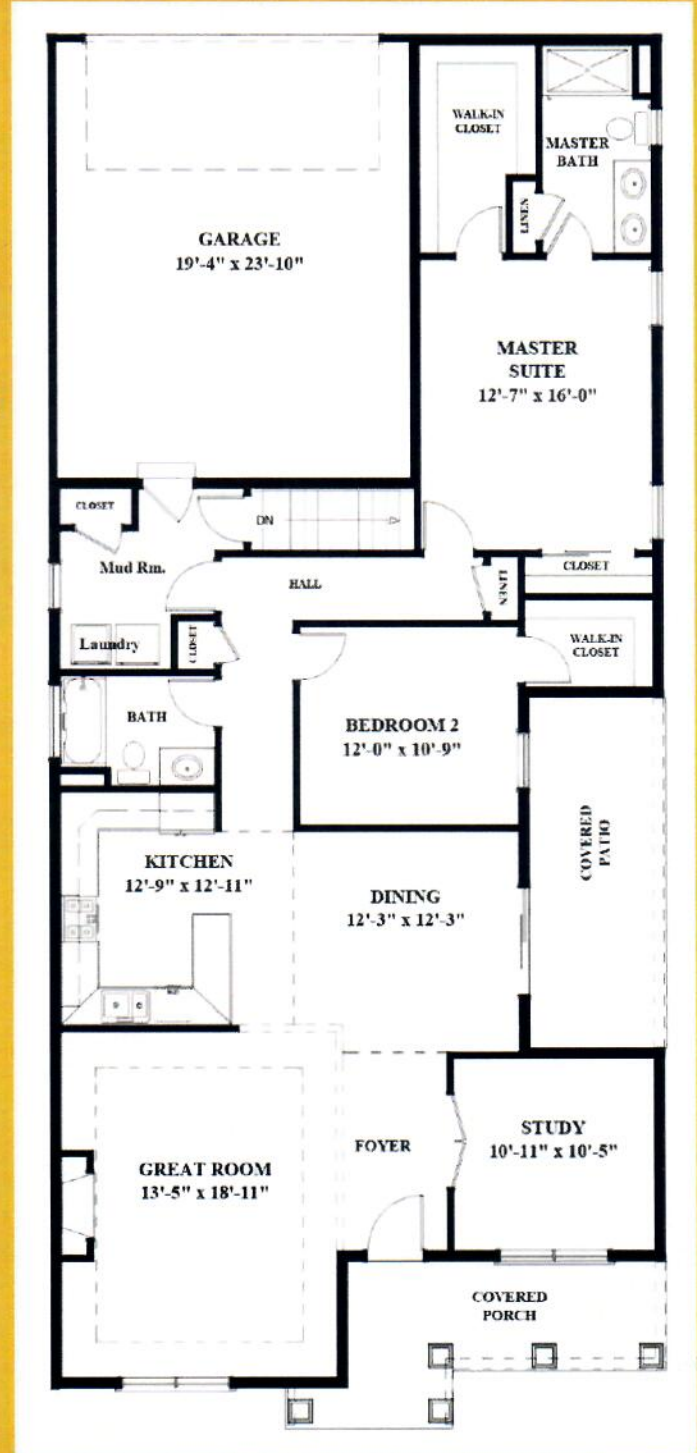 WALK-IN
CLOSET
MASTER
BATH
LINEN
GARAGE
19'-4" x 23'-10"
MASTER
SUITE
12'-7" x 16'-0"
CLOSET
DN
Mud Rm.
HALL
LINEN
CLOSET
Laundry
CLOSET
WALK-IN
CLOSET
BATH
BEDROOM 2
12'-0" x 10'-9"
COVERED
PATIO
KITCHEN
12'-9" x 12'-11"
DINING
12'-3" x 12'-3"
FOYER
STUDY
10'-11" x 10'-5"
GREAT ROOM
13'-5" x 18'-11"
COVERED
PORCH